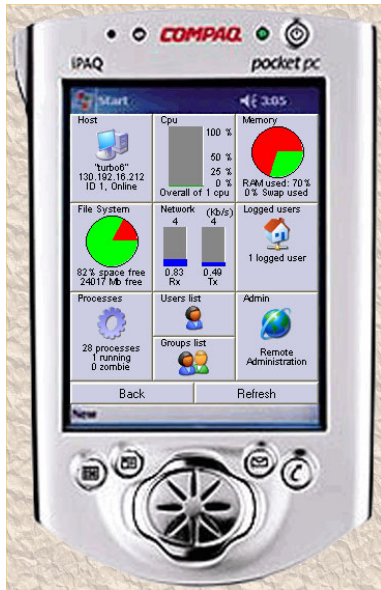 COMPAQ
iPAQ
pocket pc
Start
3:05
Host
"turbo6"
130.192.16.212
ID 1, Online
Cpu
100 %
50 %
25 %
0 %
Overall of 1 cpu
Memory
RAM used: 70%
0% Swap used
File System
82% space free
24017 Mb free
Network (Kb/s)
4 4
0.83 0.49
Rx Tx
Logged users
1 logged user
Processes
28 processes
1 running
0 zombie
Users list
Groups list
Admin
Remote
Administration
Back
Refresh
New